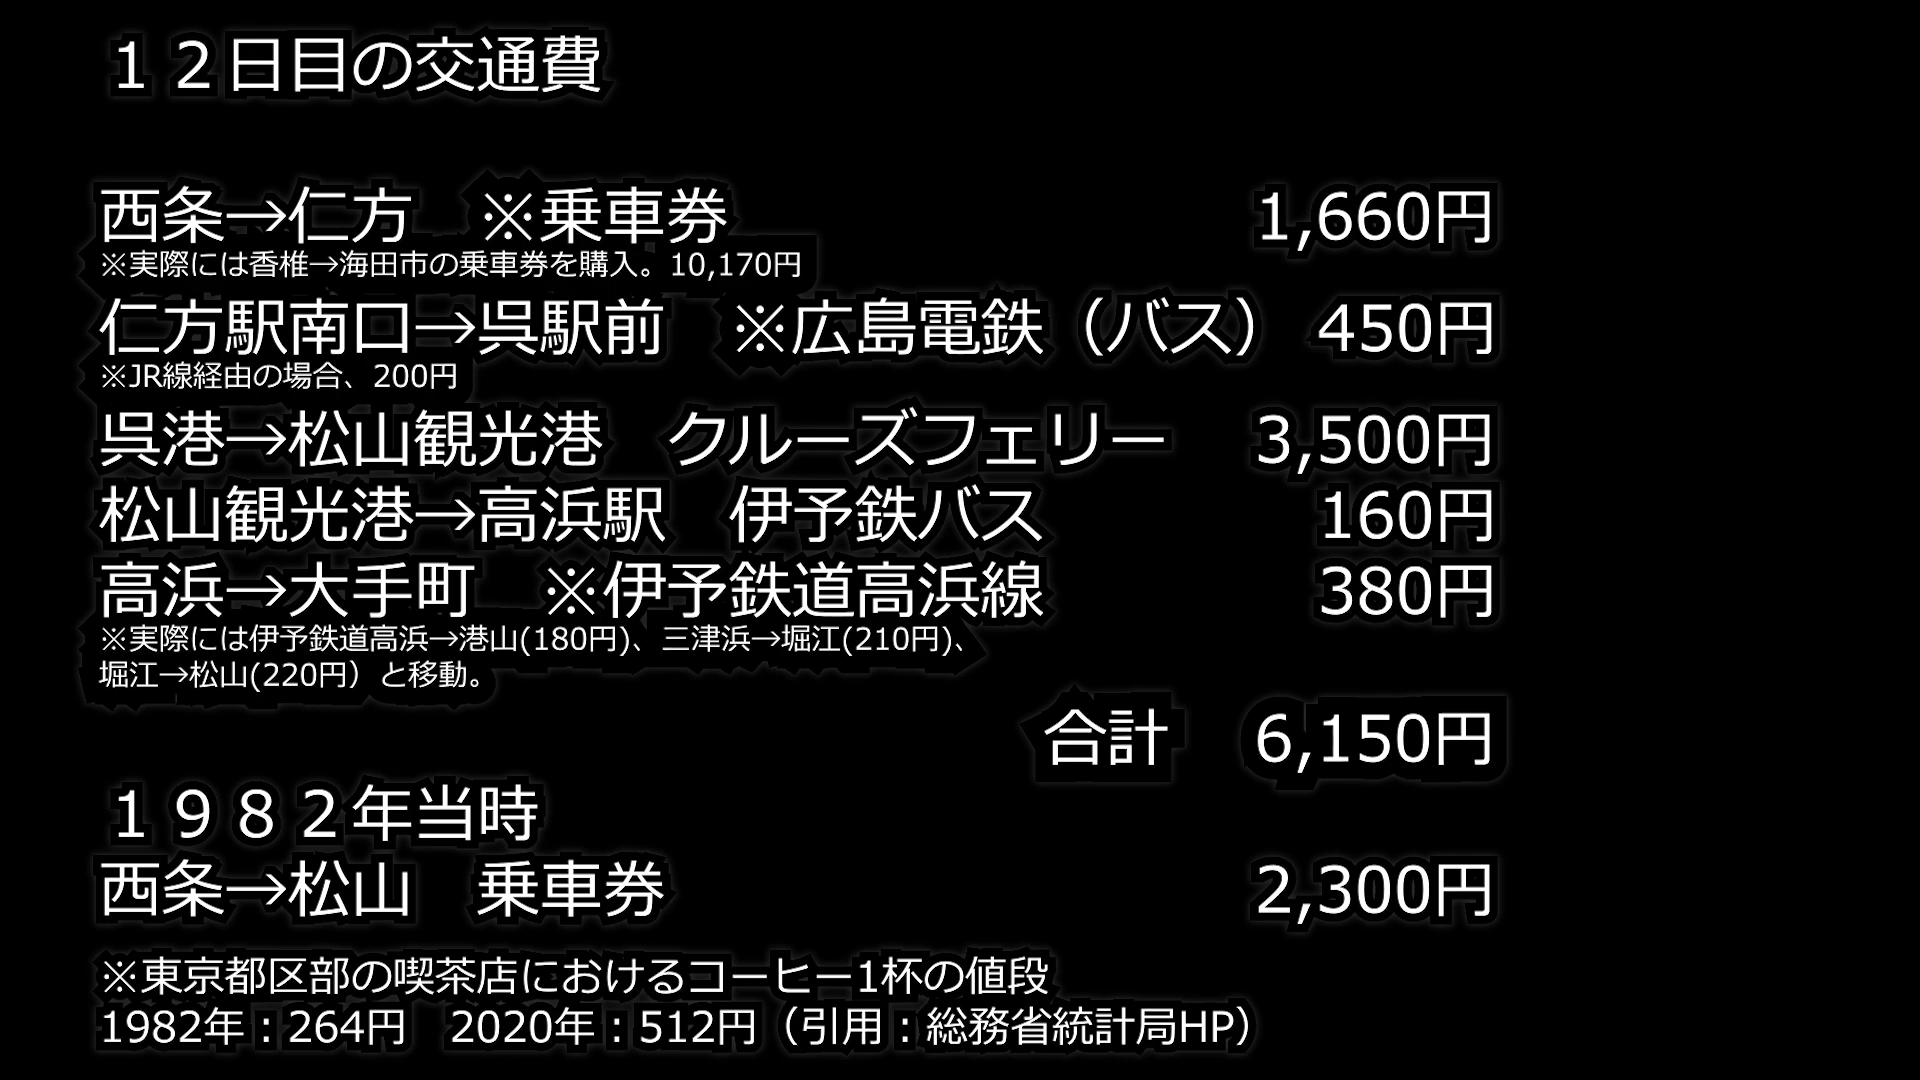 １２日目の交通費
西条→仁方　※乗車券　1,660円
※実際には香椎→海田市の乗車券を購入。10,170円
仁方駅南口→呉駅前　※広島電鉄（バス）　450円
※JR線経由の場合、200円
呉港→松山観光港　クルーズフェリー　3,500円
松山観光港→高浜駅　伊予鉄バス　160円
高浜→大手町　※伊予鉄道高浜線　380円
※実際には伊予鉄道高浜→港山(180円)、三津浜→堀江(210円)、
堀江→松山(220円）と移動。
合計　6,150円
１９８２年当時
西条→松山　乗車券　2,300円
※東京都区部の喫茶店におけるコーヒー1杯の値段
1982年：264円　2020年：512円（引用：総務省統計局HP）